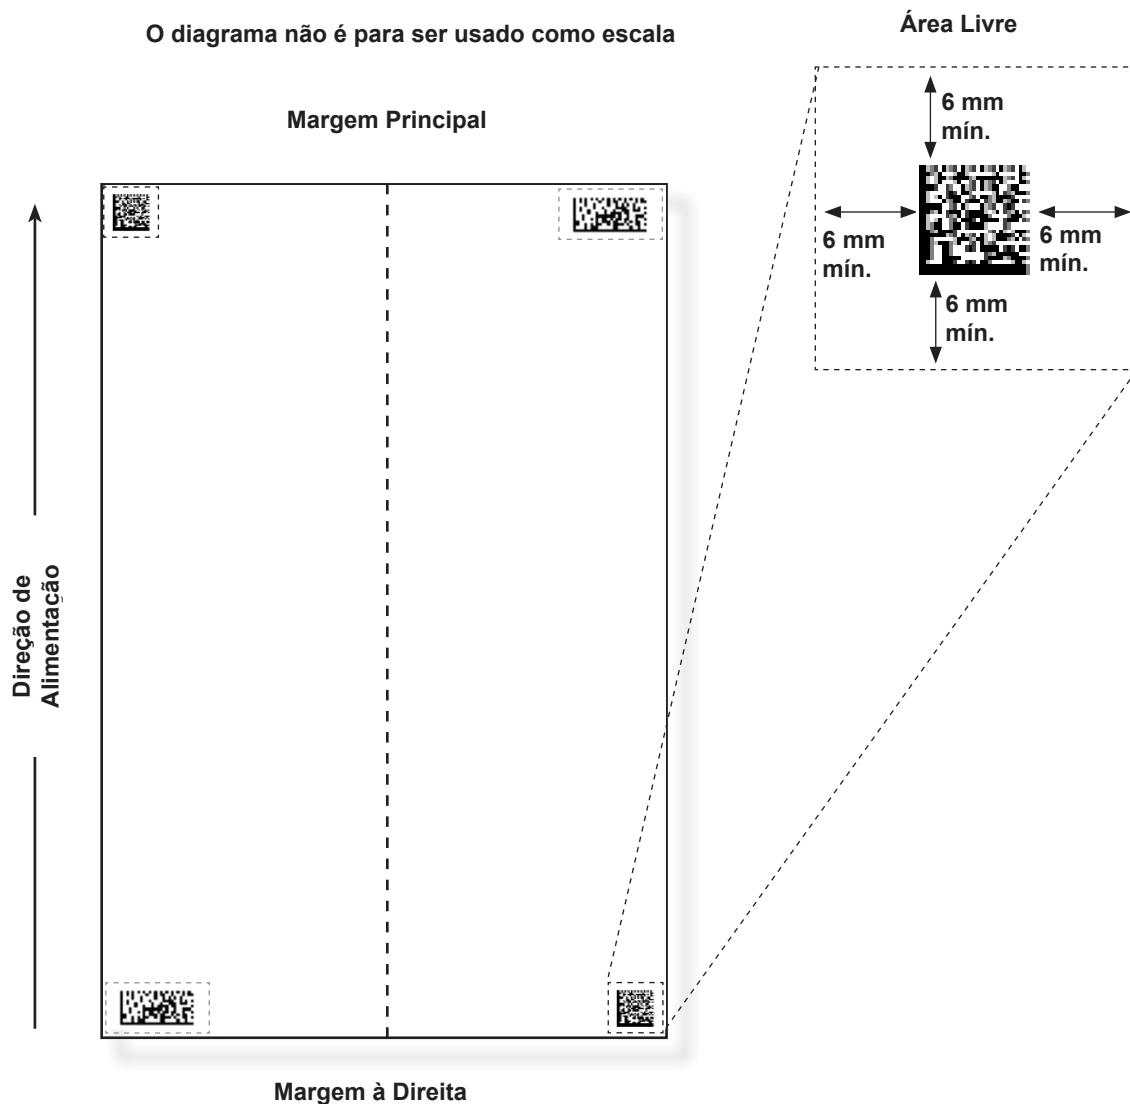 O diagrama não é para ser usado como escala
Área Livre
Margem Principal
6 mm
mín.
6 mm
mín.
6 mm
mín.
6 mm
mín.
Direção de
Alimentação
Margem à Direita